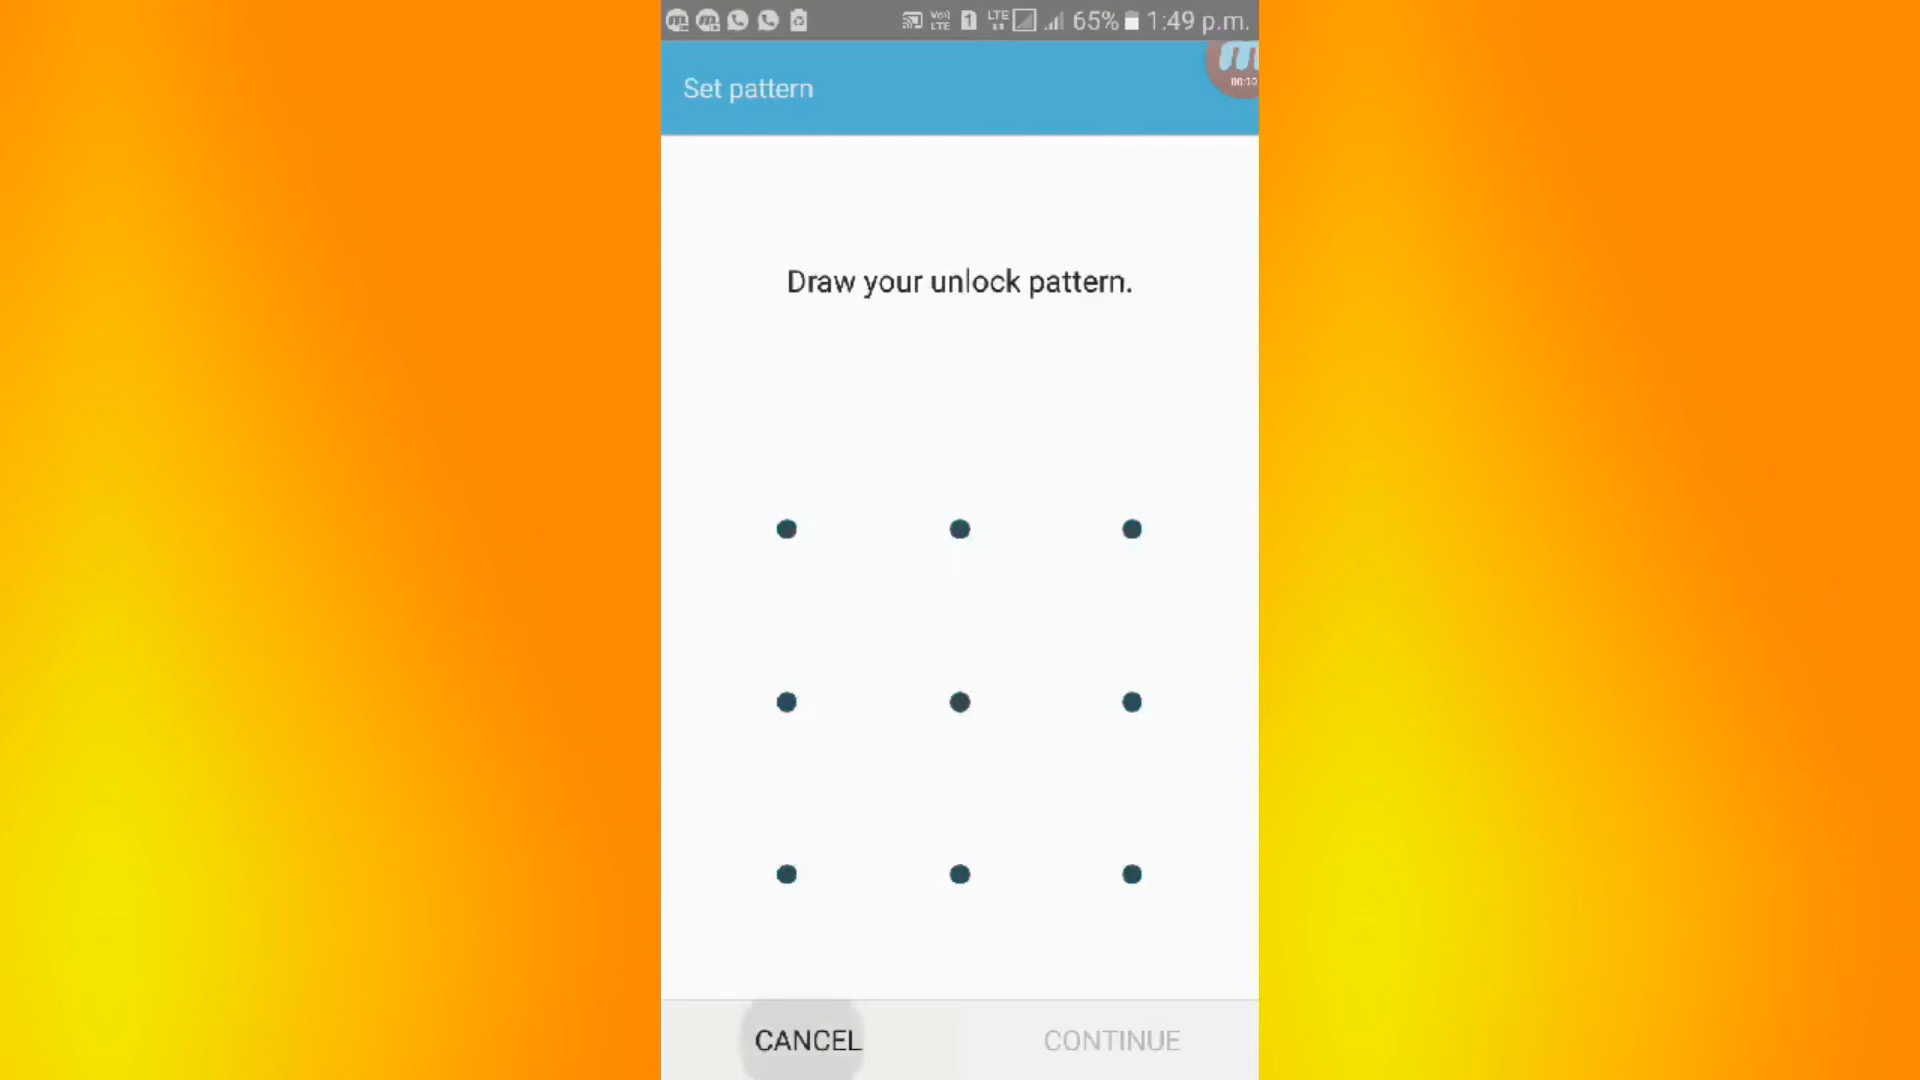 65% 1:49 p.m.
Set pattern
Draw your unlock pattern.
CANCEL
CONTINUE